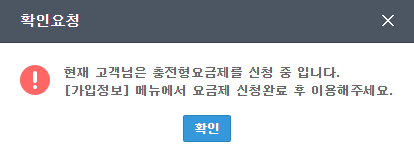 확인요청
현재 고객님은 충전형요금제를 신청 중 입니다.
[가입정보] 메뉴에서 요금제 신청완료 후 이용해주세요.
확인